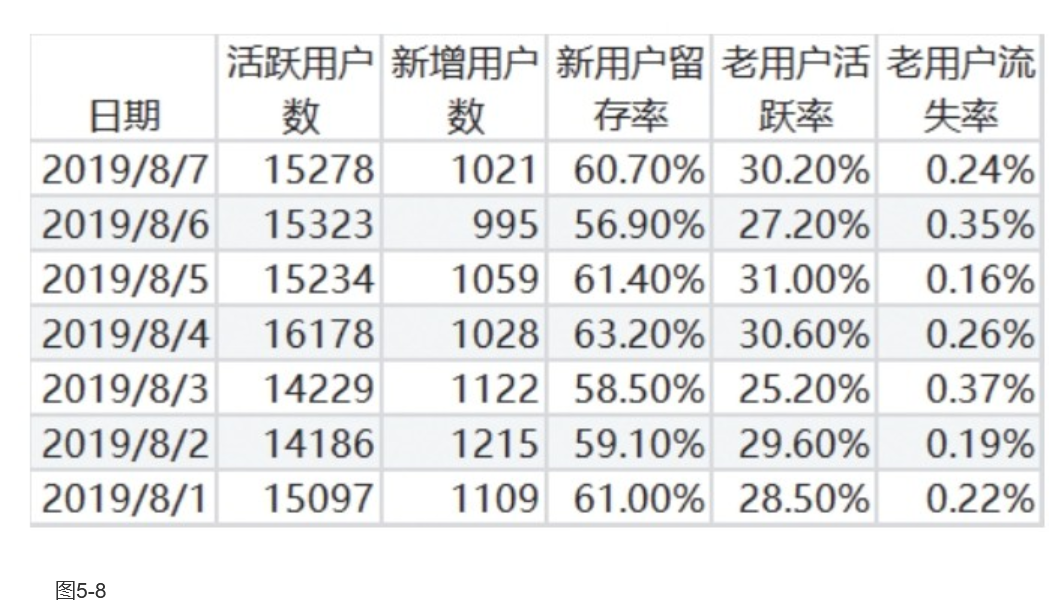 日期 活跃用户数 新增用户数 新用户留存率 老用户活跃率 老用户流失率
2019/8/7 15278 1021 60.70% 30.20% 0.24%
2019/8/6 15323 995 56.90% 27.20% 0.35%
2019/8/5 15234 1059 61.40% 31.00% 0.16%
2019/8/4 16178 1028 63.20% 30.60% 0.26%
2019/8/3 14229 1122 58.50% 25.20% 0.37%
2019/8/2 14186 1215 59.10% 29.60% 0.19%
2019/8/1 15097 1109 61.00% 28.50% 0.22%
图5-8